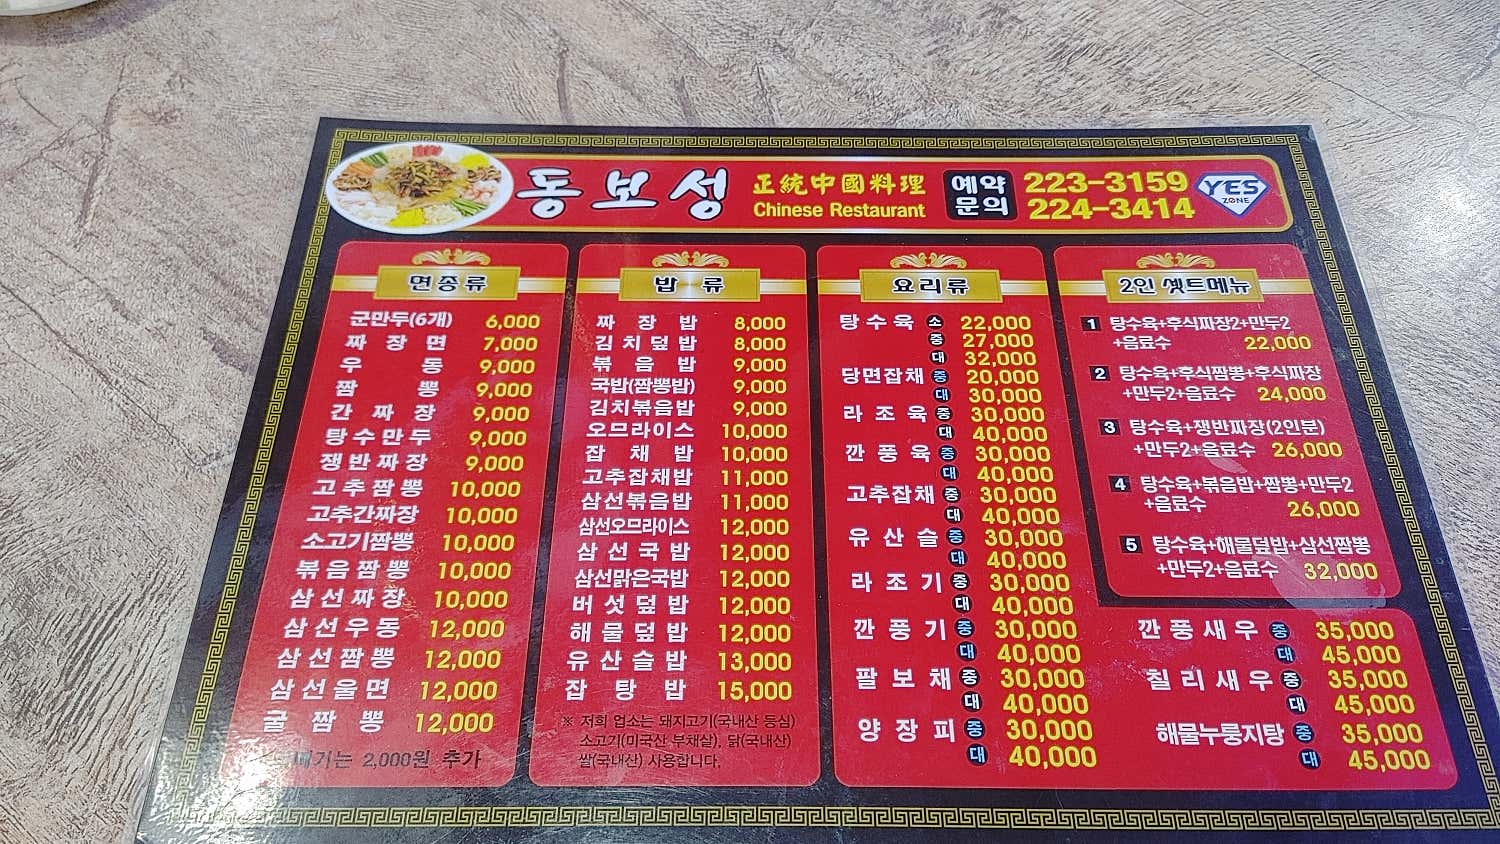 동보성
正統中國料理
Chinese Restaurant
예약
문의
223-3159
224-3414
YES
ZONE
면종류
군만두(6개) 6,000
짜장면 7,000
우동 9,000
짬뽕 9,000
간짜장 9,000
탕수만두 9,000
쟁반짜장 9,000
고추짬뽕 10,000
고추간짜장 10,000
소고기짬뽕 10,000
볶음짬뽕 10,000
삼선짜장 10,000
삼선우동 12,000
삼선짬뽕 12,000
삼선울면 12,000
굴짬뽕 12,000
2,000원 추가
밥류
짜장밥 8,000
김치덮밥 8,000
볶음밥 9,000
국밥(짬뽕밥) 9,000
김치볶음밥 9,000
오므라이스 10,000
잡채밥 10,000
고추잡채밥 11,000
삼선볶음밥 11,000
삼선오므라이스 12,000
삼선국밥 12,000
삼선맑은국밥 12,000
버섯덮밥 12,000
해물덮밥 12,000
유산슬밥 13,000
잡탕밥 15,000
※ 저희 업소는 돼지고기(국내산 등심)
소고기(미국산 부채살), 닭(국내산)
쌀(국내산) 사용합니다.
요리류
탕수육 소 22,000
중 27,000
대 32,000
당면잡채 중 20,000
대 30,000
라조육 중 30,000
대 40,000
깐풍육 중 30,000
대 40,000
고추잡채 중 30,000
대 40,000
유산슬 중 30,000
대 40,000
라조기 중 30,000
대 40,000
깐풍기 중 30,000
대 40,000
팔보채 중 30,000
대 40,000
양장피 중 30,000
대 40,000
2인 셋트메뉴
1 탕수육+후식짜장2+만두2
+음료수 22,000
2 탕수육+후식짬뽕+후식짜장
+만두2+음료수 24,000
3 탕수육+쟁반짜장(2인분)
+만두2+음료수 26,000
4 탕수육+볶음밥+짬뽕+만두2
+음료수 26,000
5 탕수육+해물덮밥+삼선짬뽕
+만두2+음료수 32,000
깐풍새우 중 35,000
대 45,000
칠리새우 중 35,000
대 45,000
해물누룽지탕 중 35,000
대 45,000